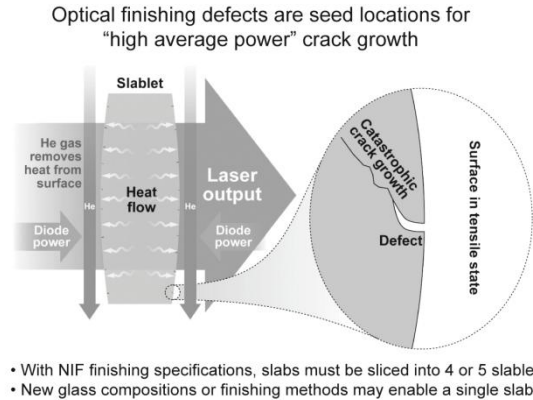 Optical finishing defects are seed locations for
“high average power” crack growth
Slablet
He gas
removes
heat from
surface
He
Heat
flow
He
Laser
output
Diode
power
Diode
power
Catastrophic
crack growth
Defect
Surface in tensile state
• With NIF finishing specifications, slabs must be sliced into 4 or 5 slable
• New glass compositions or finishing methods may enable a single slab